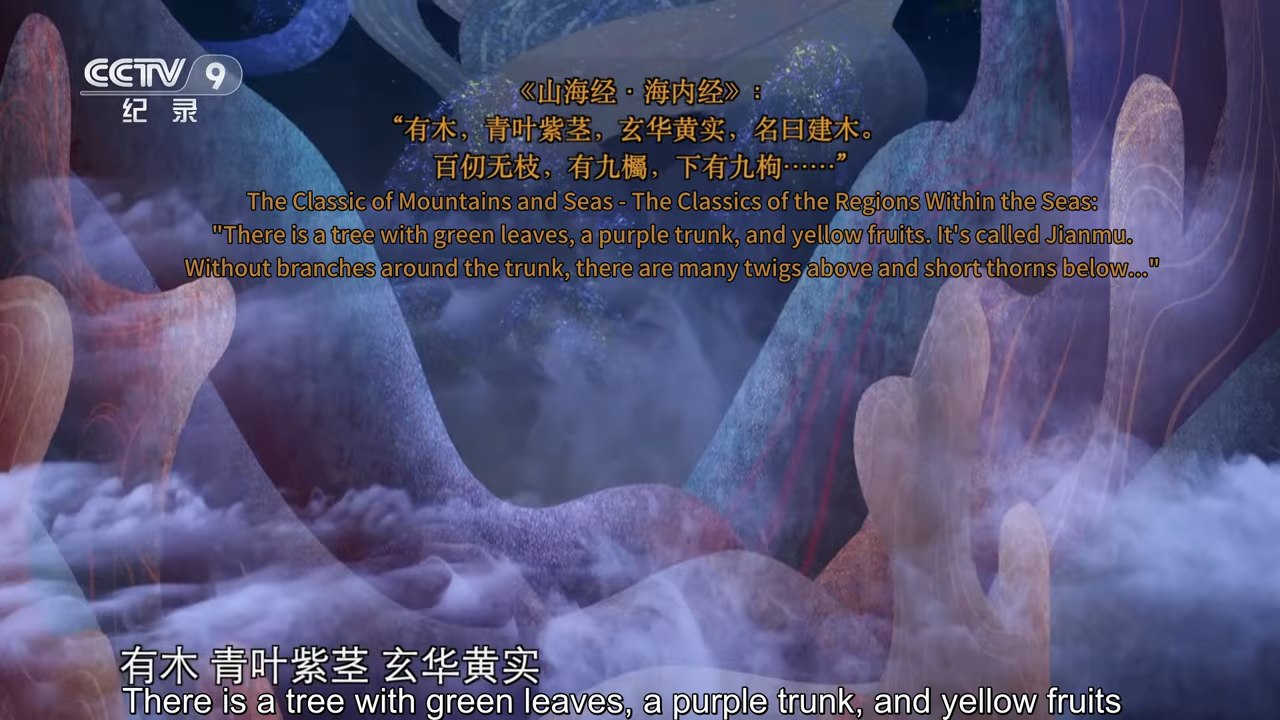 CCTV 9
纪录
《山海经·海内经》:
“有木，青叶紫茎，玄华黄实，名曰建木。
百仞无枝，有九欘，下有九枸……”
The Classic of Mountains and Seas - The Classics of the Regions Within the Seas:
"There is a tree with green leaves, a purple trunk, and yellow fruits. It's called Jianmu.
Without branches around the trunk, there are many twigs above and short thorns below..."
有木 青叶紫茎 玄华黄实
There is a tree with green leaves, a purple trunk, and yellow fruits